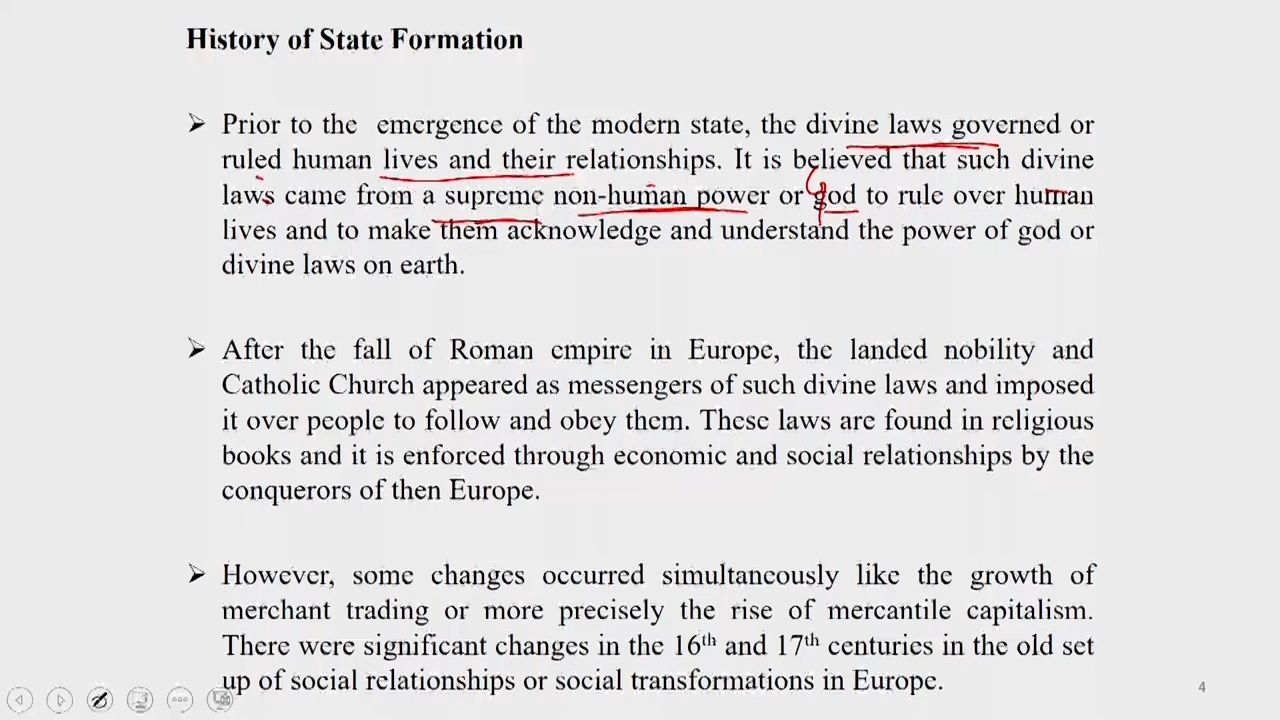 History of State Formation
➢ Prior to the emergence of the modern state, the divine laws governed or
ruled human lives and their relationships. It is believed that such divine
laws came from a supreme non-human power or god to rule over human
lives and to make them acknowledge and understand the power of god or
divine laws on earth.
➢ After the fall of Roman empire in Europe, the landed nobility and
Catholic Church appeared as messengers of such divine laws and imposed
it over people to follow and obey them. These laws are found in religious
books and it is enforced through economic and social relationships by the
conquerors of then Europe.
➢ However, some changes occurred simultaneously like the growth of
merchant trading or more precisely the rise of mercantile capitalism.
There were significant changes in the 16th and 17th centuries in the old set
up of social relationships or social transformations in Europe.
4